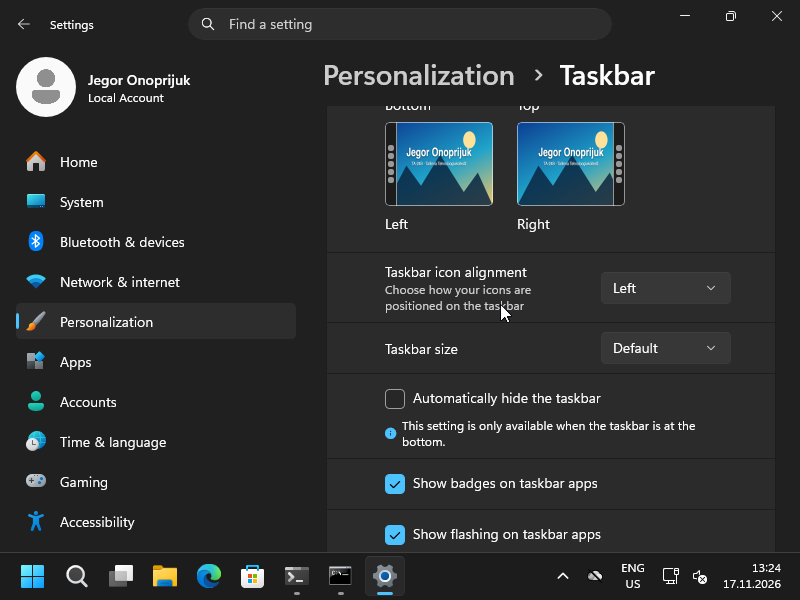 Settings
Find a setting
Jegor Onoprijuk
Local Account
Home
System
Bluetooth & devices
Network & internet
Personalization
Apps
Accounts
Time & language
Gaming
Accessibility
Personalization > Taskbar
Bottom
Top
Jegor Onoprijuk
Jegor Onoprijuk
Left
Right
Taskbar icon alignment
Choose how your icons are
positioned on the taskbar
Left
Taskbar size
Default
Automatically hide the taskbar
This setting is only available when the taskbar is at the
bottom.
Show badges on taskbar apps
Show flashing on taskbar apps
ENG
US
13:24
17.11.2026